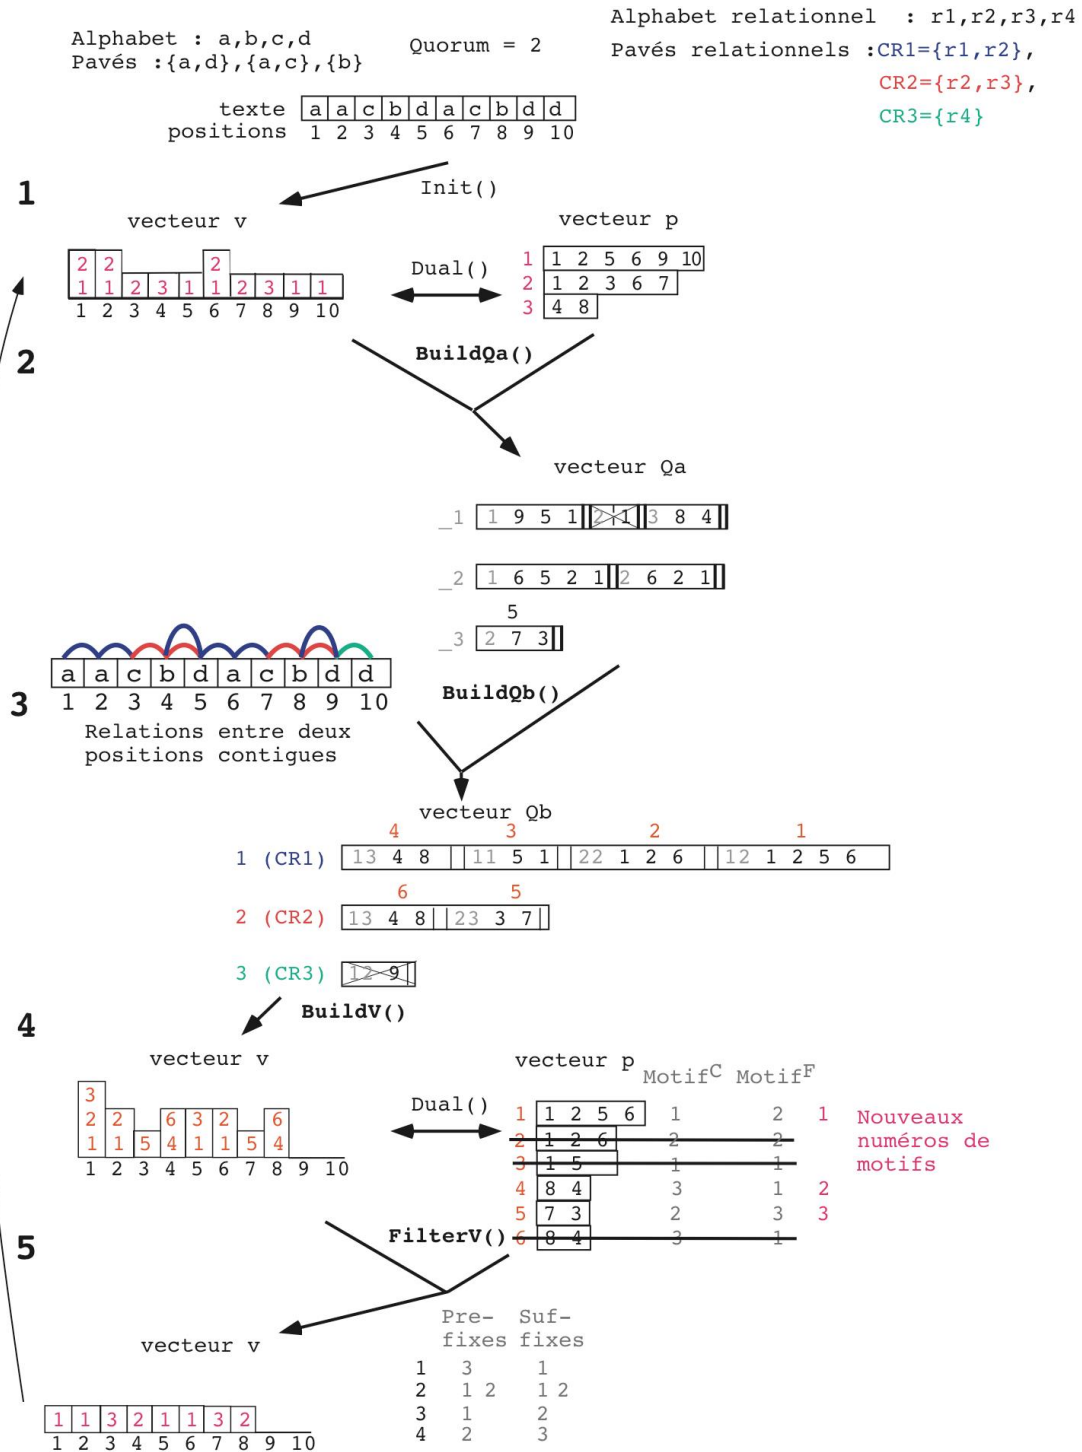 Alphabet relationnel : r1,r2,r3,r4
Alphabet : a,b,c,d
Quorum = 2
Pavés relationnels :CR1={r1,r2},
Pavés :{a,d},{a,c},{b}
CR2={r2,r3},
CR3={r4}
texte a a c b d a c b d d
positions 1 2 3 4 5 6 7 8 9 10
1
Init()
vecteur v
vecteur p
2 2 2
1 1 2 3 1 1 2 3 1 1
1 2 3 4 5 6 7 8 9 10
Dual()
1 1 2 5 6 9 10
2 1 2 3 6 7
3 4 8
2
BuildQa()
vecteur Qa
_1 1 9 5 1 2 1 3 8 4
_2 1 6 5 2 1 2 6 2 1
5
_3 2 7 3
a a c b d a c b d d
3
1 2 3 4 5 6 7 8 9 10
Relations entre deux
positions contigues
BuildQb()
vecteur Qb
4 3 2 1
1 (CR1) 13 4 8 11 5 1 22 1 2 6 12 1 2 5 6
6 5
2 (CR2) 13 4 8 23 3 7
3 (CR3) 12 9
4
BuildV()
vecteur v
3
2 2 6 3 2 6
1 1 5 4 1 1 5 4
1 2 3 4 5 6 7 8 9 10
Dual()
vecteur p MotifC MotifF
1 1 2 5 6 1 2 1
2 1 2 6 2 2
3 1 5 1 1
4 8 4 3 1 2
5 7 3 2 3 3
6 8 4 3 1
Nouveaux
numéros de
motifs
5
FilterV()
vecteur v
1 1 3 2 1 1 3 2
1 2 3 4 5 6 7 8 9 10
Pre- Suf-
fixes fixes
1 3 1
2 1 2 1 2
3 1 2
4 2 3